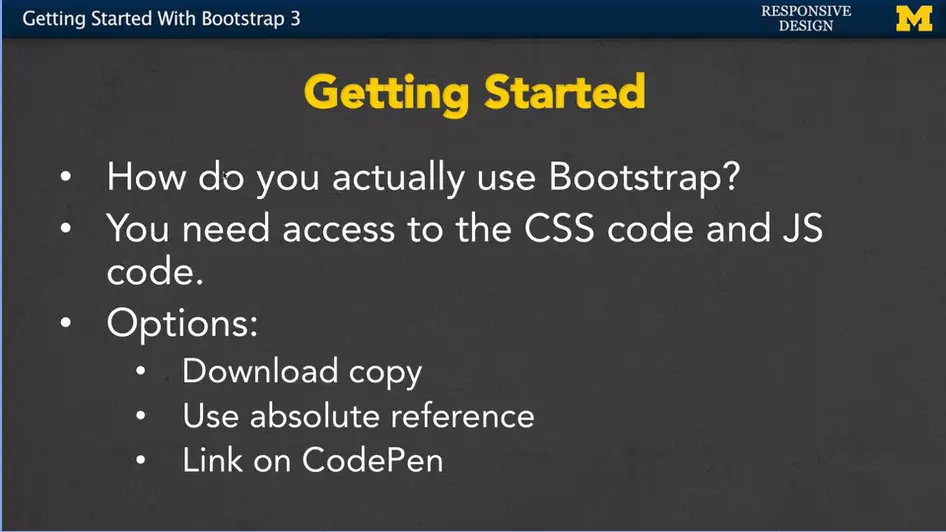 Getting Started With Bootstrap 3
RESPONSIVE
DESIGN
M
Getting Started
• How do you actually use Bootstrap?
• You need access to the CSS code and JS
code.
• Options:
• Download copy
• Use absolute reference
• Link on CodePen